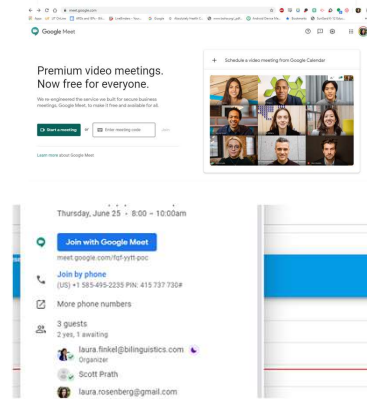 meet.google.com
Google Meet
Premium video meetings.
Now free for everyone.
We re-engineered the service we built for secure business
meetings, Google Meet, to make it free and available for all.
Start a meeting or Enter meeting code Join
Learn more about Google Meet
+ Schedule a video meeting from Google Calendar
Thursday, June 25 · 8:00 – 10:00am
Join with Google Meet
meet.google.com/fqf-yytt-poc
Join by phone
(US) +1 585-495-2235 PIN: 415 737 730#
More phone numbers
3 guests
2 yes, 1 awaiting
laura.finkel@bilinguistics.com
Organizer
Scott Prath
laura.rosenberg@gmail.com